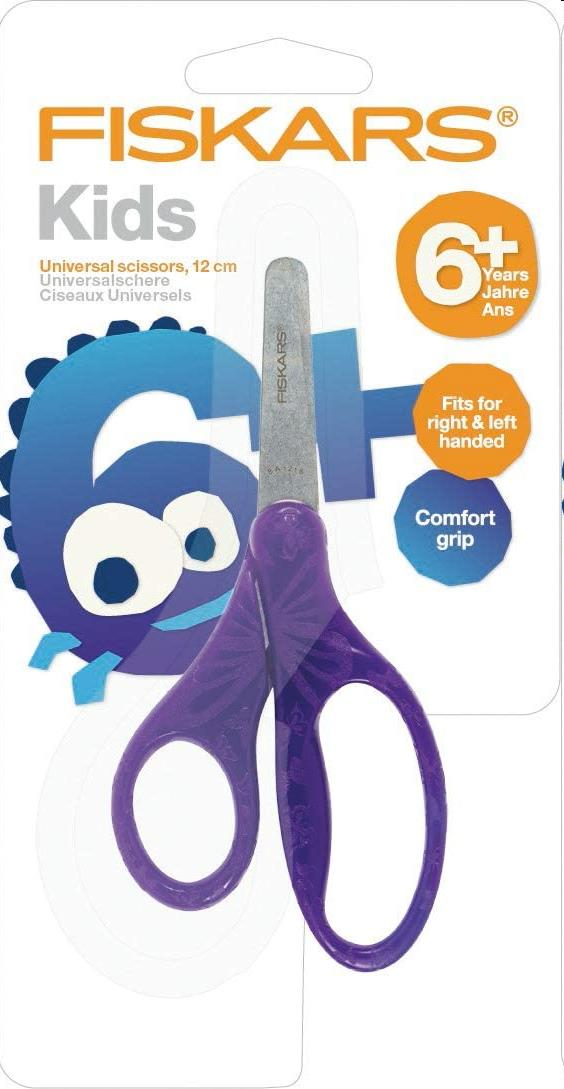 FISKARS®
Kids
Universal scissors, 12 cm
Universalschere
Ciseaux Universels
6+
Years
Jahre
Ans
FISKARS®
6+
Fits for
right & left
handed
Comfort
grip